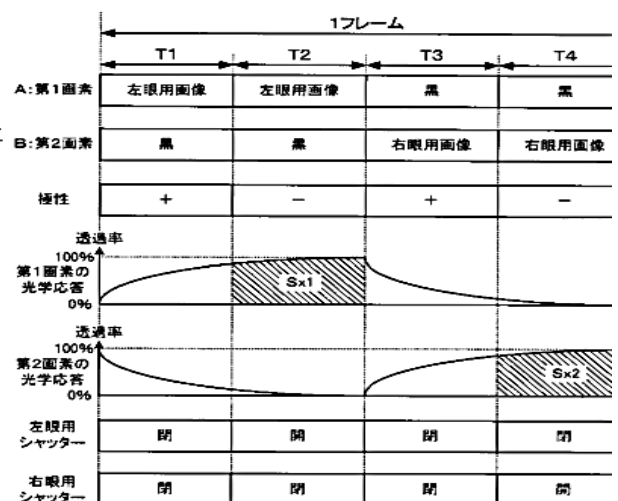 1フレーム
T1 T2 T3 T4
A:第1画素 左眼用画像 左眼用画像 黒 黒
B:第2画素 黒 黒 右眼用画像 右眼用画像
極性 + − + −
透過率
100%
第1画素の
光学応答
0%
Sx1
透過率
100%
第2画素の
光学応答
0%
Sx2
左眼用
シャッター 閉 開 閉 閉
右眼用
シャッター 閉 閉 閉 開